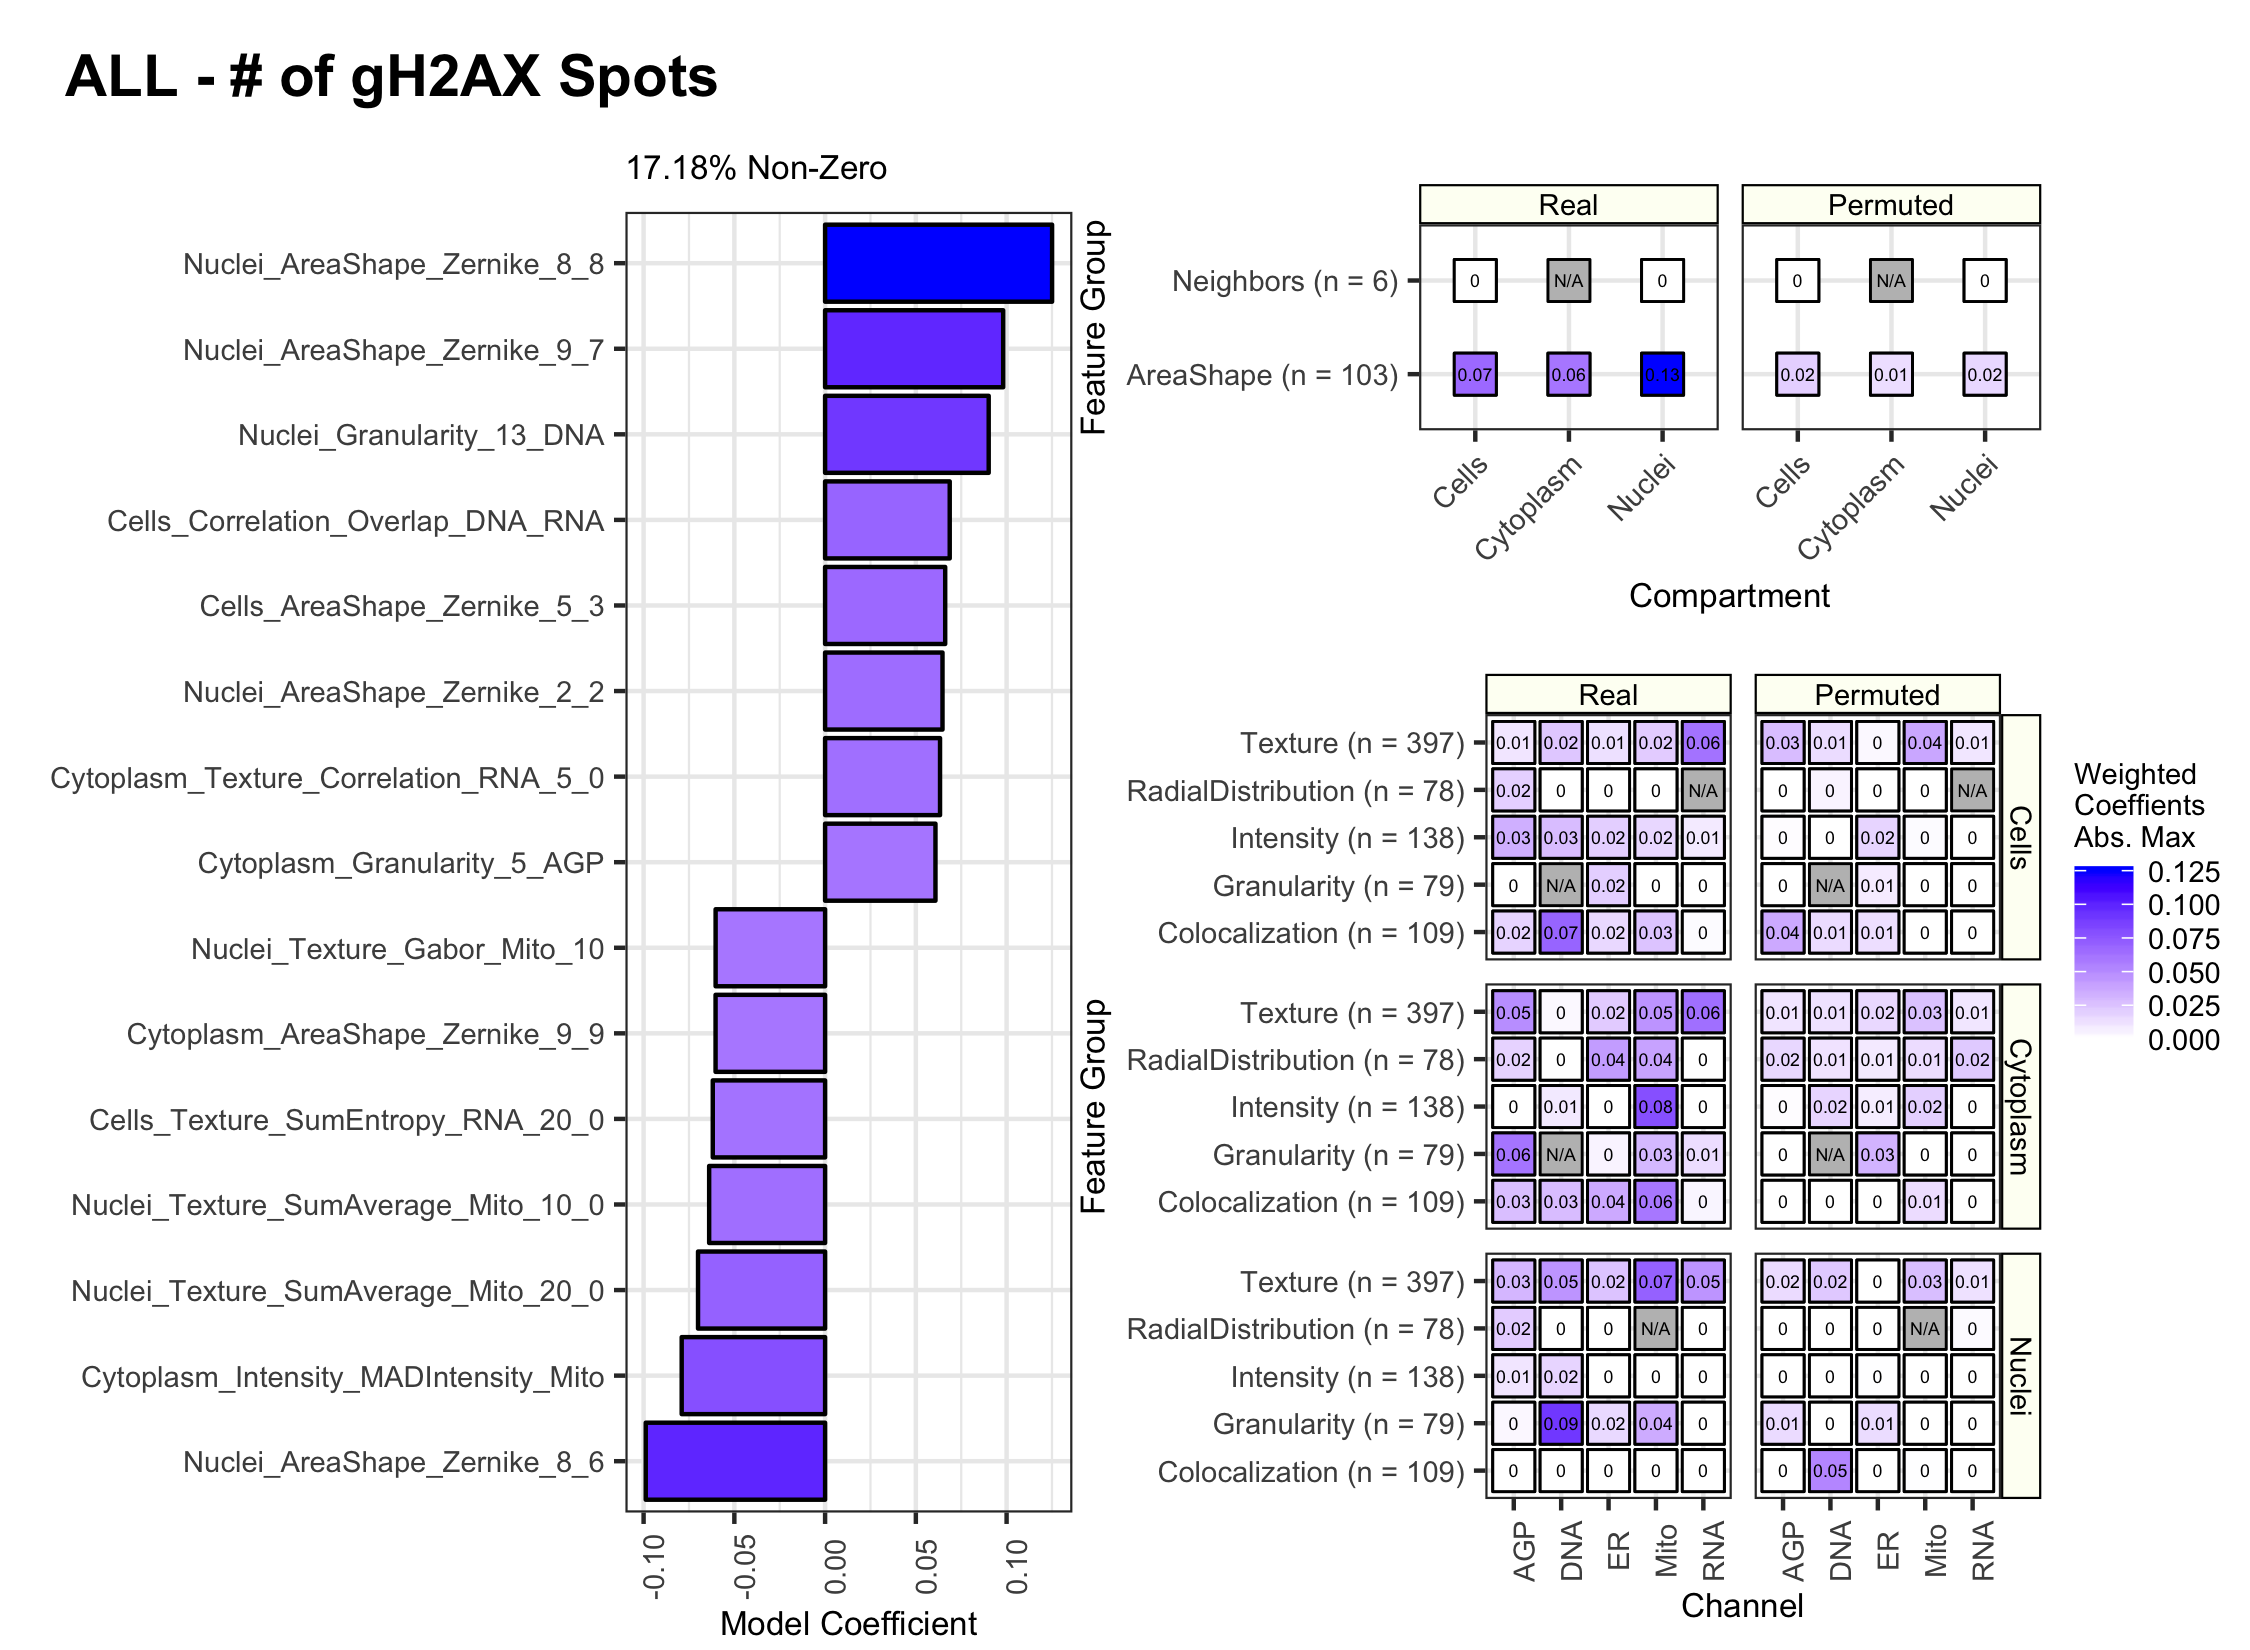 ALL - # of gH2AX Spots
17.18% Non-Zero
Nuclei_AreaShape_Zernike_8_8
Nuclei_AreaShape_Zernike_9_7
Nuclei_Granularity_13_DNA
Cells_Correlation_Overlap_DNA_RNA
Cells_AreaShape_Zernike_5_3
Nuclei_AreaShape_Zernike_2_2
Cytoplasm_Texture_Correlation_RNA_5_0
Cytoplasm_Granularity_5_AGP
Nuclei_Texture_Gabor_Mito_10
Cytoplasm_AreaShape_Zernike_9_9
Cells_Texture_SumEntropy_RNA_20_0
Nuclei_Texture_SumAverage_Mito_10_0
Nuclei_Texture_SumAverage_Mito_20_0
Cytoplasm_Intensity_MADIntensity_Mito
Nuclei_AreaShape_Zernike_8_6
-0.10 -0.05 0.00 0.05 0.10
Model Coefficient
Feature Group
Real Permuted
Neighbors (n = 6) 0 N/A 0 0 N/A 0
AreaShape (n = 103) 0.07 0.06 0.13 0.02 0.01 0.02
Cells Cytoplasm Nuclei Cells Cytoplasm Nuclei
Compartment
Feature Group
Real Permuted
Texture (n = 397) 0.01 0.02 0.01 0.02 0.06 0.03 0.01 0 0.04 0.01
RadialDistribution (n = 78) 0.02 0 0 0 N/A 0 0 0 0 N/A
Intensity (n = 138) 0.03 0.03 0.02 0.02 0.01 0 0 0.02 0 0
Granularity (n = 79) 0 N/A 0.02 0 0 0 N/A 0.01 0 0
Colocalization (n = 109) 0.02 0.07 0.02 0.03 0 0.04 0.01 0.01 0 0
Cells
Texture (n = 397) 0.05 0 0.02 0.05 0.06 0.01 0.01 0.02 0.03 0.01
RadialDistribution (n = 78) 0.02 0 0.04 0.04 0 0.02 0.01 0.01 0.01 0.02
Intensity (n = 138) 0 0.01 0 0.08 0 0 0.02 0.01 0.02 0
Granularity (n = 79) 0.06 N/A 0 0.03 0.01 0 N/A 0.03 0 0
Colocalization (n = 109) 0.03 0.03 0.04 0.06 0 0 0 0 0.01 0
Cytoplasm
Texture (n = 397) 0.03 0.05 0.02 0.07 0.05 0.02 0.02 0 0.03 0.01
RadialDistribution (n = 78) 0.02 0 0 N/A 0 0 0 0 N/A 0
Intensity (n = 138) 0.01 0.02 0 0 0 0 0 0 0 0
Granularity (n = 79) 0 0.09 0.02 0.04 0 0.01 0 0.01 0 0
Colocalization (n = 109) 0 0 0 0 0 0 0.05 0 0 0
Nuclei
AGP DNA ER Mito RNA AGP DNA ER Mito RNA
Channel
Weighted
Coeffients
Abs. Max
0.125
0.100
0.075
0.050
0.025
0.000